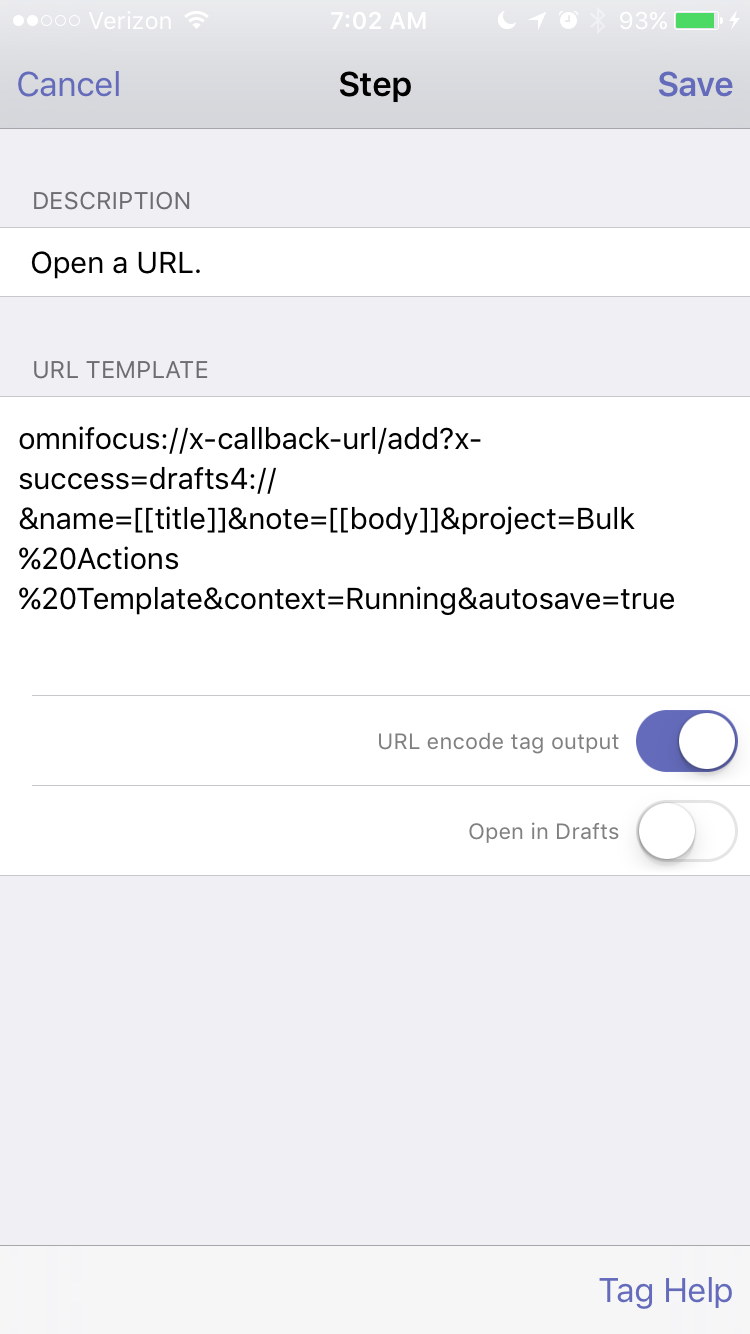 Verizon 7:02 AM 93%
Cancel Step Save
DESCRIPTION
Open a URL.
URL TEMPLATE
omnifocus://x-callback-url/add?x-
success=drafts4://
&name=[[title]]&note=[[body]]&project=Bulk
%20Actions
%20Template&context=Running&autosave=true
URL encode tag output
Open in Drafts
Tag Help